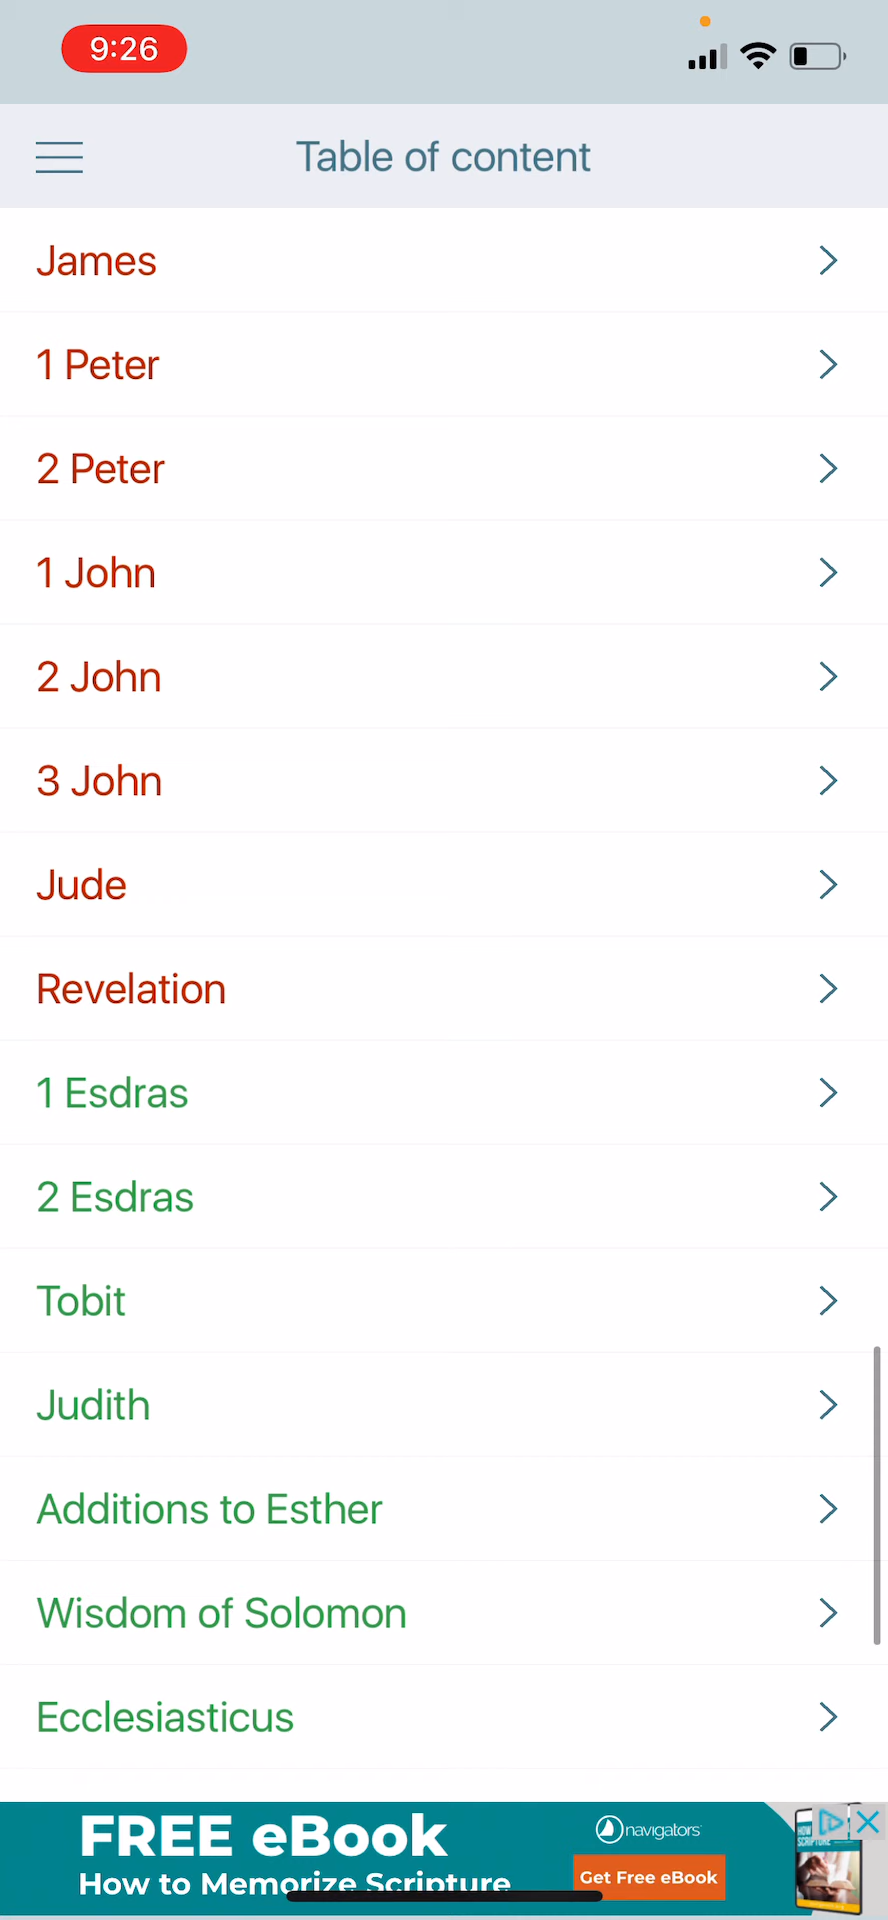 9:26
Table of content
James
1 Peter
2 Peter
1 John
2 John
3 John
Jude
Revelation
1 Esdras
2 Esdras
Tobit
Judith
Additions to Esther
Wisdom of Solomon
Ecclesiasticus
FREE eBook
How to Memorize Scripture
navigators
Get Free eBook
HOW
SCRIPTURE